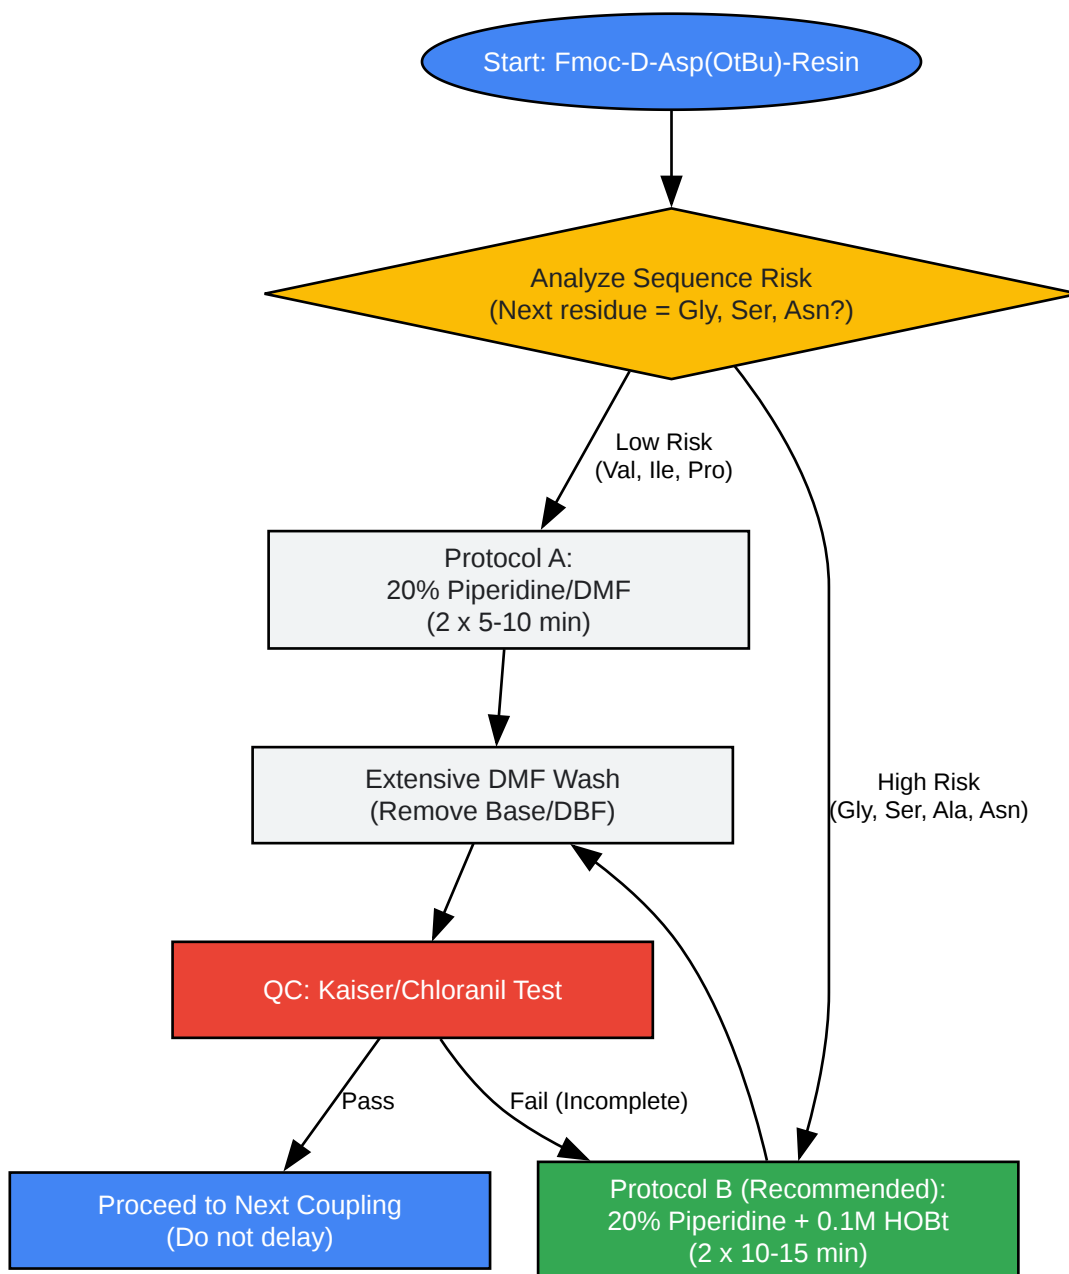 Start: Fmoc-D-Asp(OtBu)-Resin
Analyze Sequence Risk
(Next residue = Gly, Ser, Asn?)
Low Risk
(Val, Ile, Pro)
Protocol A:
20% Piperidine/DMF
(2 x 5-10 min)
Extensive DMF Wash
(Remove Base/DBF)
High Risk
(Gly, Ser, Ala, Asn)
QC: Kaiser/Chloranil Test
Pass
Fail (Incomplete)
Proceed to Next Coupling
(Do not delay)
Protocol B (Recommended):
20% Piperidine + 0.1M HOBt
(2 x 10-15 min)